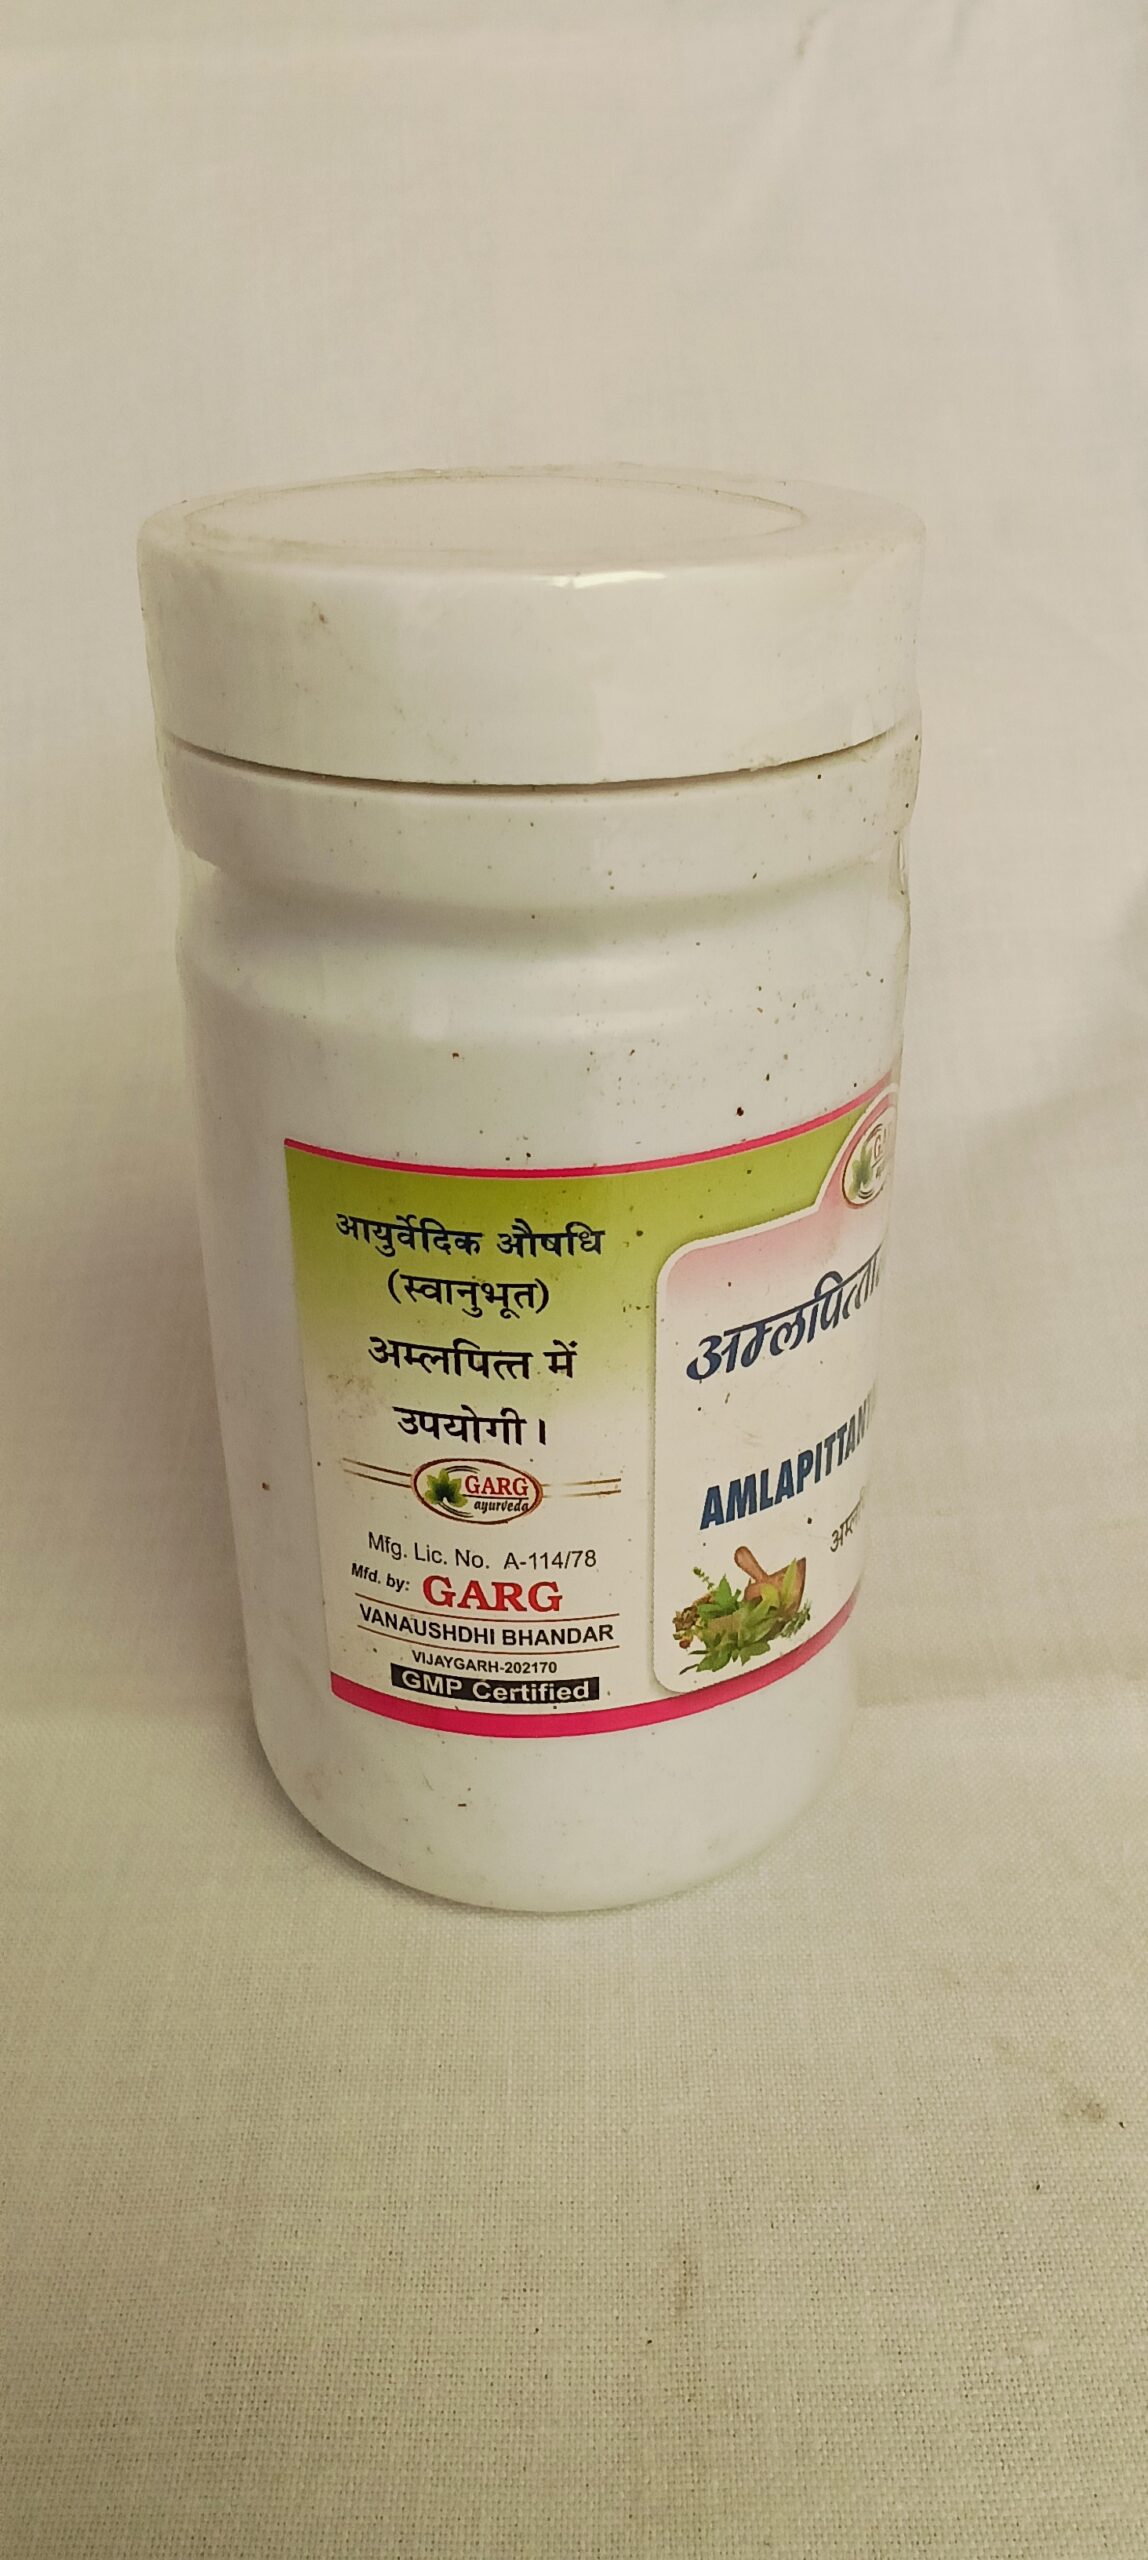 आयुर्वेदिक औषधि
(स्वानुभूत)
अम्लपित्त में
उपयोगी।
GARG
ayurveda
Mfg. Lic. No. A-114/78
Mfd. by: GARG
VANAUSHDHI BHANDAR
VIJAYGARH-202170
GMP Certified